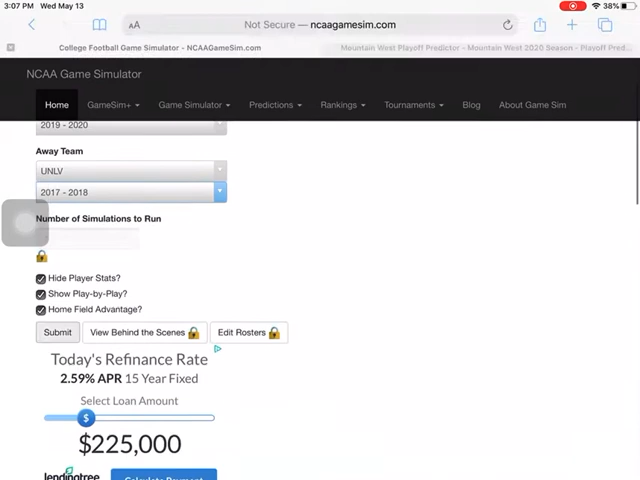 3:07 PM Wed May 13
38%
AA
Not Secure — ncaagamesim.com
College Football Game Simulator - NCAAGameSim.com
Mountain West Playoff Predictor - Mountain West 2020 Season - Playoff Pred...
NCAA Game Simulator
Home
GameSim+
Game Simulator
Predictions
Rankings
Tournaments
Blog
About Game Sim
2019 - 2020
Away Team
UNLV
2017 - 2018
Number of Simulations to Run
Hide Player Stats?
Show Play-by-Play?
Home Field Advantage?
Submit
View Behind the Scenes
Edit Rosters
Today's Refinance Rate
2.59% APR 15 Year Fixed
Select Loan Amount
$
$225,000
lendingtree
Calculate Payment